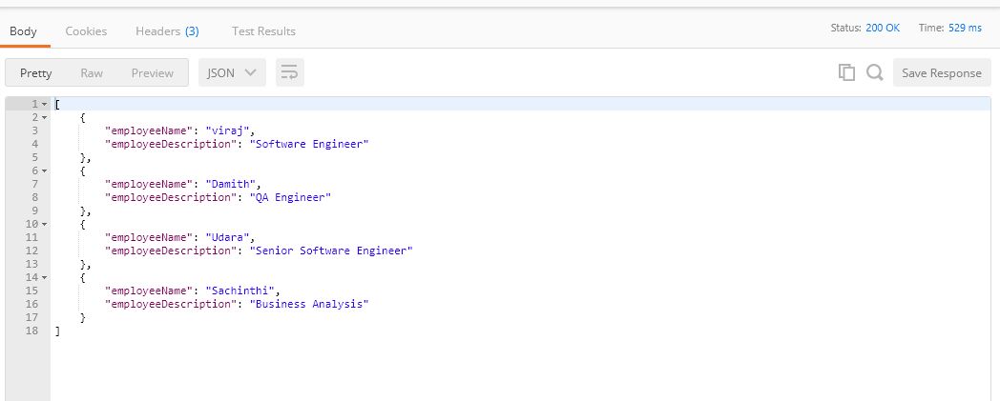 Body Cookies Headers (3) Test Results Status: 200 OK Time: 529 ms
Pretty Raw Preview JSON Save Response
1 [
2 {
3 "employeeName": "viraj",
4 "employeeDescription": "Software Engineer"
5 },
6 {
7 "employeeName": "Damith",
8 "employeeDescription": "QA Engineer"
9 },
10 {
11 "employeeName": "Udara",
12 "employeeDescription": "Senior Software Engineer"
13 },
14 {
15 "employeeName": "Sachinthi",
16 "employeeDescription": "Business Analysis"
17 }
18 ]